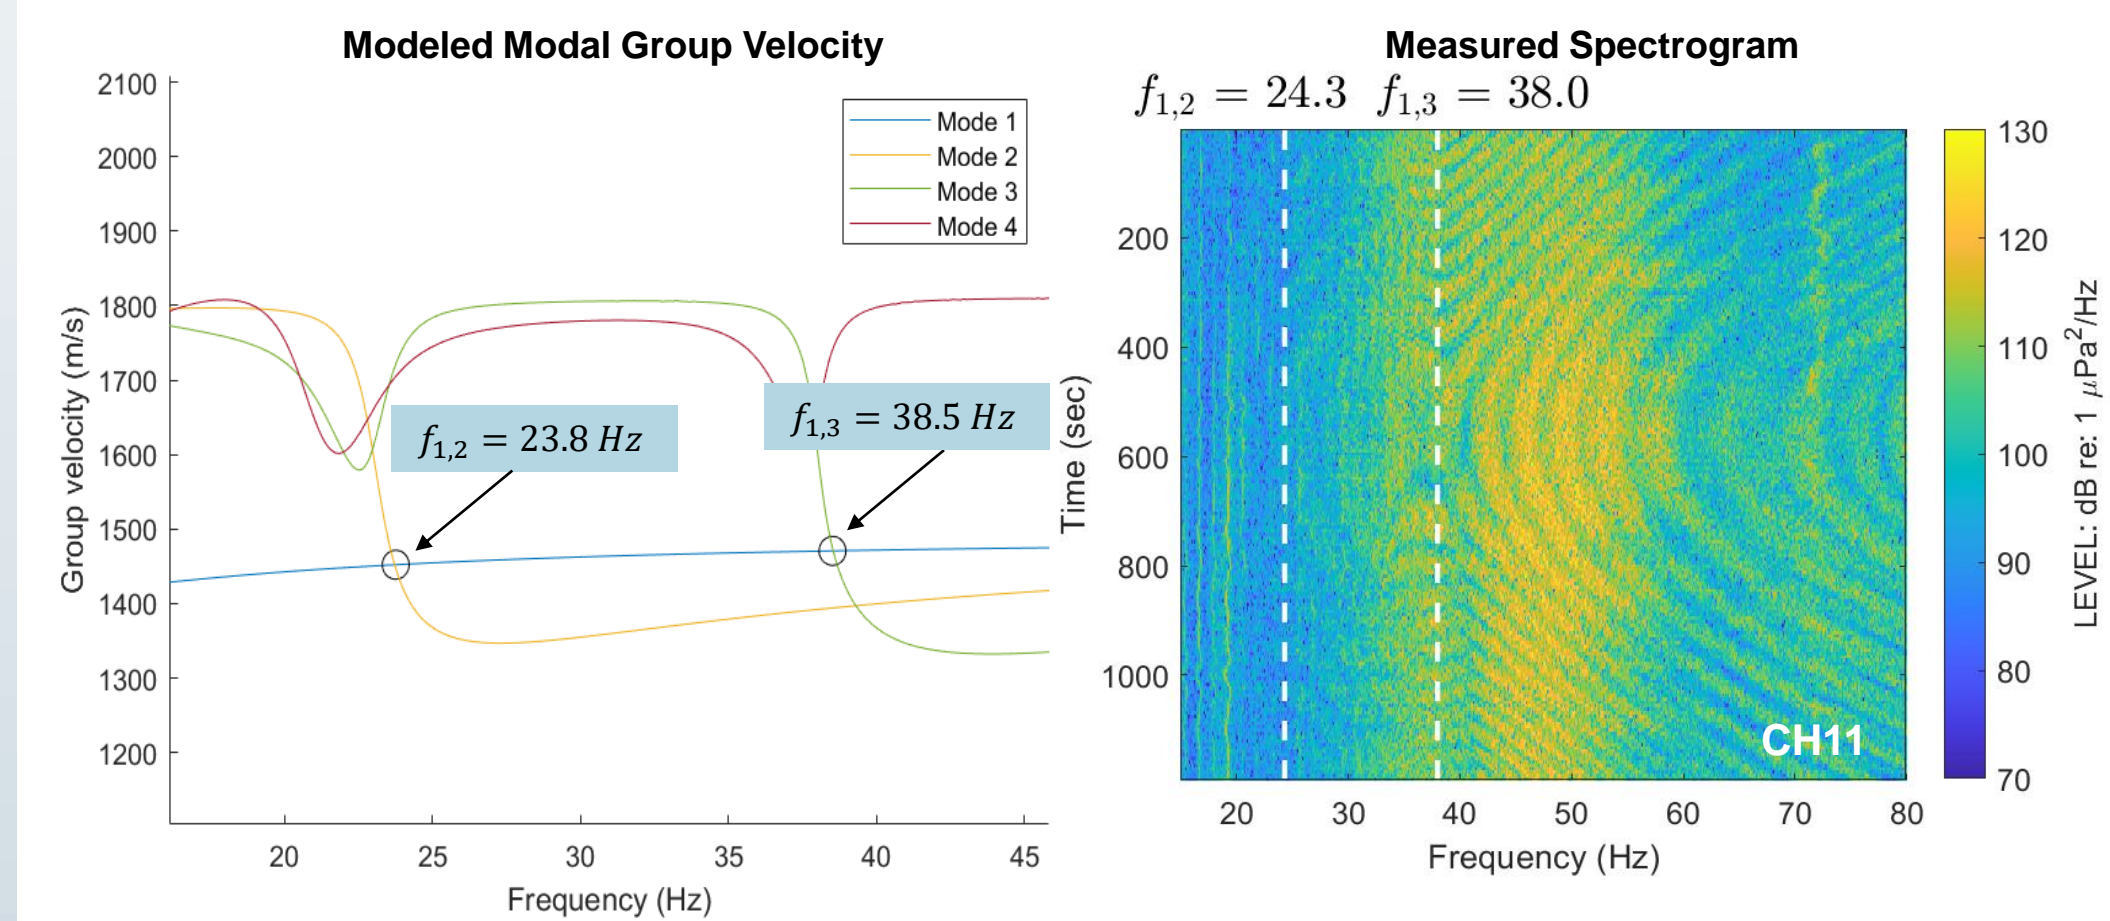 Modeled Modal Group Velocity
2100
2000
1900
1800
1700
1600
1500
1400
1300
1200
Group velocity (m/s)
Mode 1
Mode 2
Mode 3
Mode 4
f₁,₂ = 23.8 Hz
f₁,₃ = 38.5 Hz
20 25 30 35 40 45
Frequency (Hz)
Measured Spectrogram
f₁,₂ = 24.3 f₁,₃ = 38.0
200
400
600
800
1000
Time (sec)
CH11
20 30 40 50 60 70 80
Frequency (Hz)
130
120
110
100
90
80
70
LEVEL: dB re: 1 μPa²/Hz